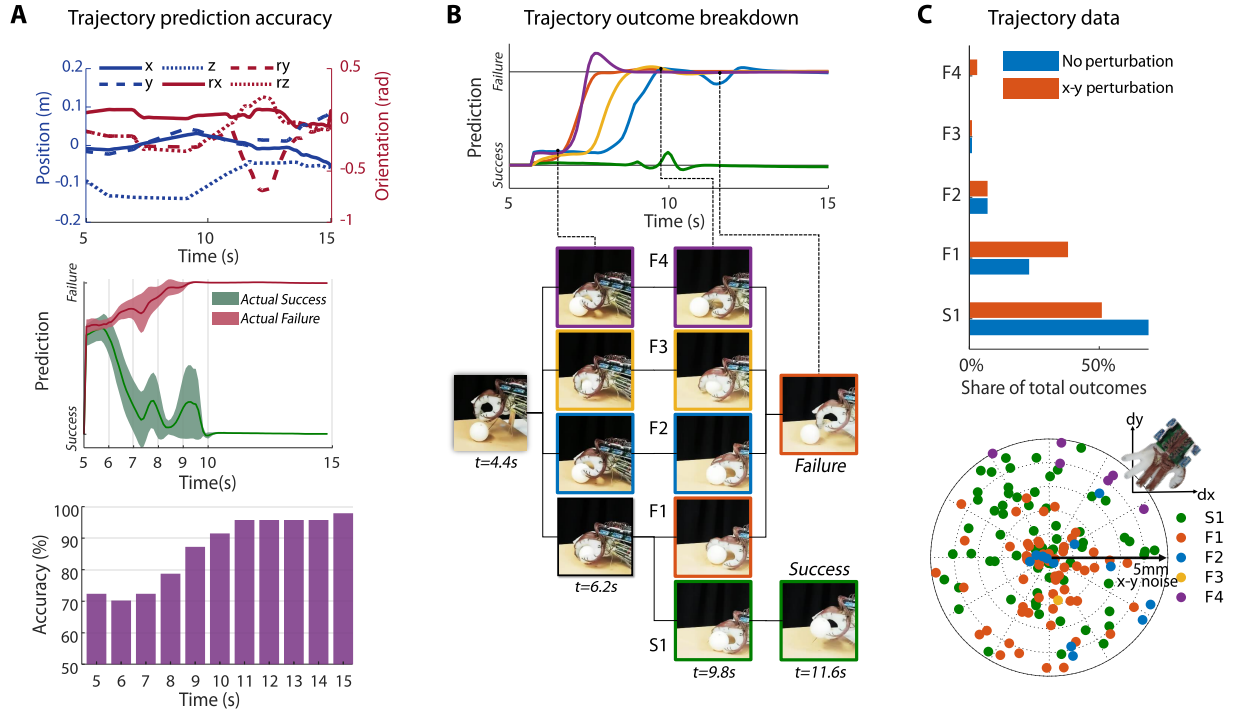 A
Trajectory prediction accuracy
x
z
ry
y
rx
rz
0.2
0.1
0
-0.1
-0.2
Position (m)
0.5
0
-0.5
-1
Orientation (rad)
5
10
15
Time (s)
Failure
Prediction
Success
Actual Success
Actual Failure
5
6
7
8
9
10
15
Time(s)
Accuracy (%)
100
90
80
70
60
50
5
6
7
8
9
10
11
12
13
14
15
Time (s)
B
Trajectory outcome breakdown
Failure
Prediction
Success
5
10
15
Time (s)
F4
F3
F2
F1
S1
t=4.4s
t=6.2s
Failure
Success
t=9.8s
t=11.6s
C
Trajectory data
No perturbation
x-y perturbation
F4
F3
F2
F1
S1
0%
50%
Share of total outcomes
dy
dx
5mm
x-y noise
S1
F1
F2
F3
F4